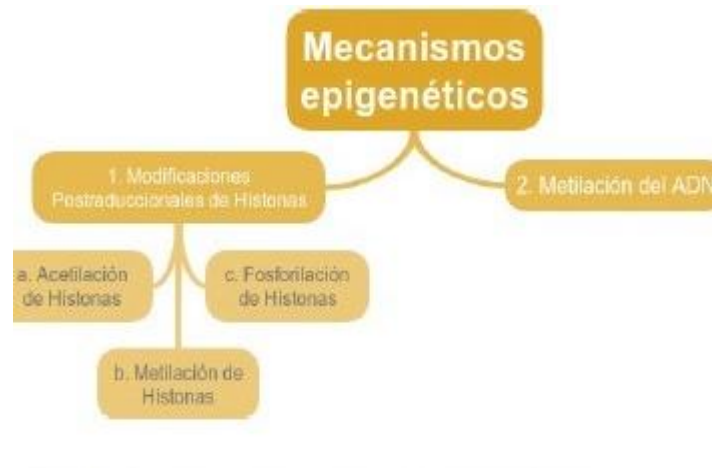 Mecanismos
epigenéticos
1. Modificaciones
Postraduccionales de Histonas
2. Metilación del ADN
a. Acetilación
de Histonas
c. Fosforilación
de Histonas
b. Metilación de
Histonas